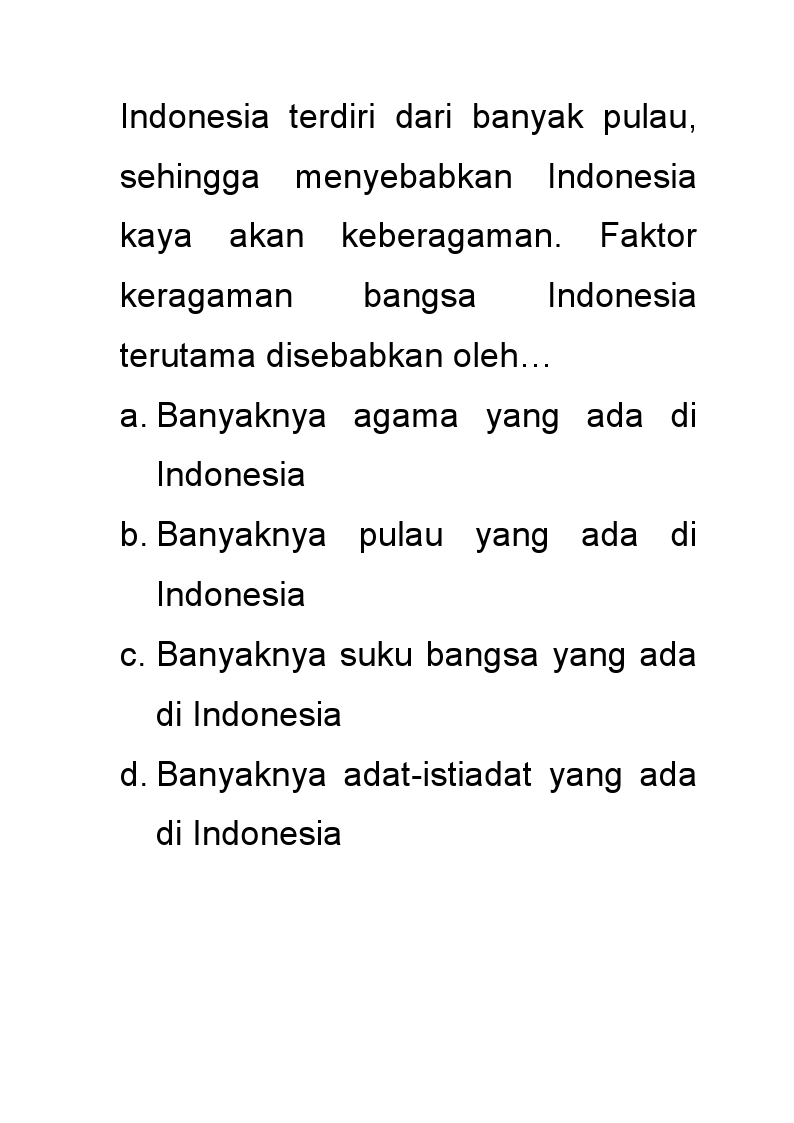 Indonesia terdiri dari banyak pulau,
sehingga menyebabkan Indonesia
kaya akan keberagaman. Faktor
keragaman bangsa Indonesia
terutama disebabkan oleh…
a. Banyaknya agama yang ada di
Indonesia
b. Banyaknya pulau yang ada di
Indonesia
c. Banyaknya suku bangsa yang ada
di Indonesia
d. Banyaknya adat-istiadat yang ada
di Indonesia